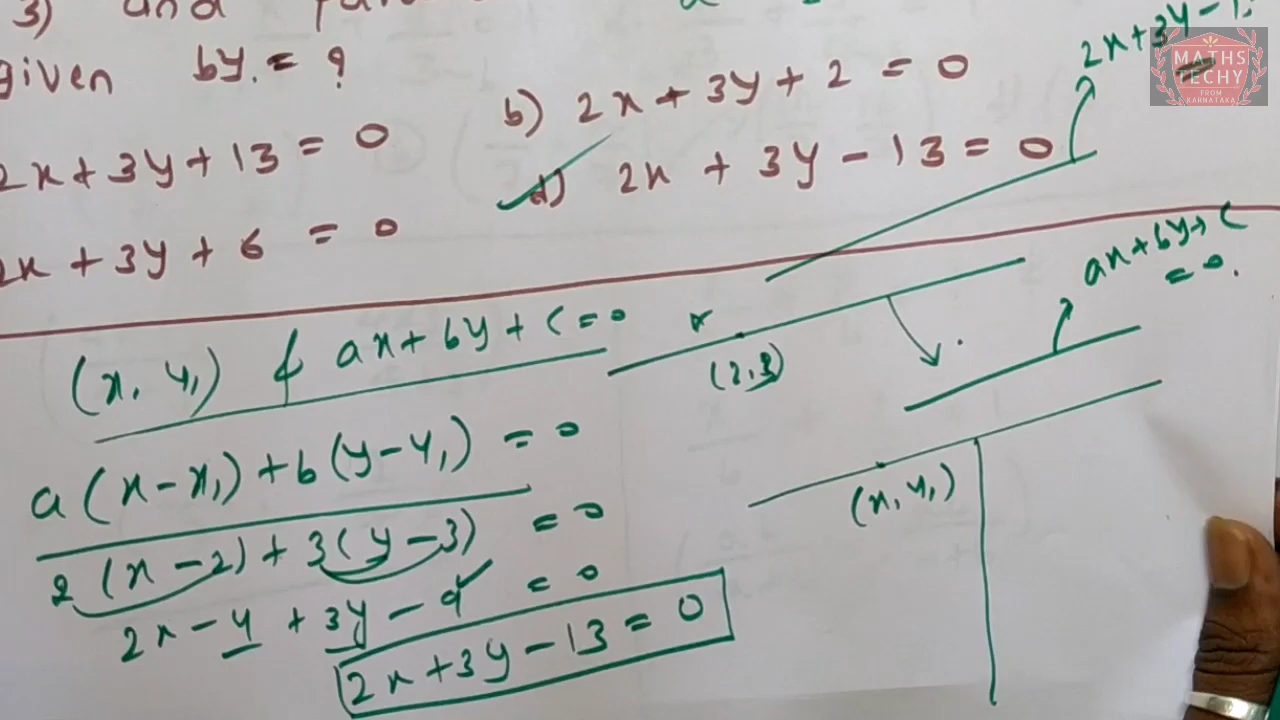 3) and
given by. = ?
2x + 3y + 13 = 0
b) 2x + 3y + 2 = 0
2x + 3y + 6 = 0
d) 2x + 3y - 13 = 0
2x + 3y - 1
MATHS
TECHY
FROM
KARNATAKA
(x, y₁) & ax + by + c = 0
(2,3)
ax + by + c
= 0.
a(x - x₁) + b(y - y₁) = 0
(x, y₁)
2(x - 2) + 3(y - 3) = 0
2x - 4 + 3y - 9 = 0
2x + 3y - 13 = 0